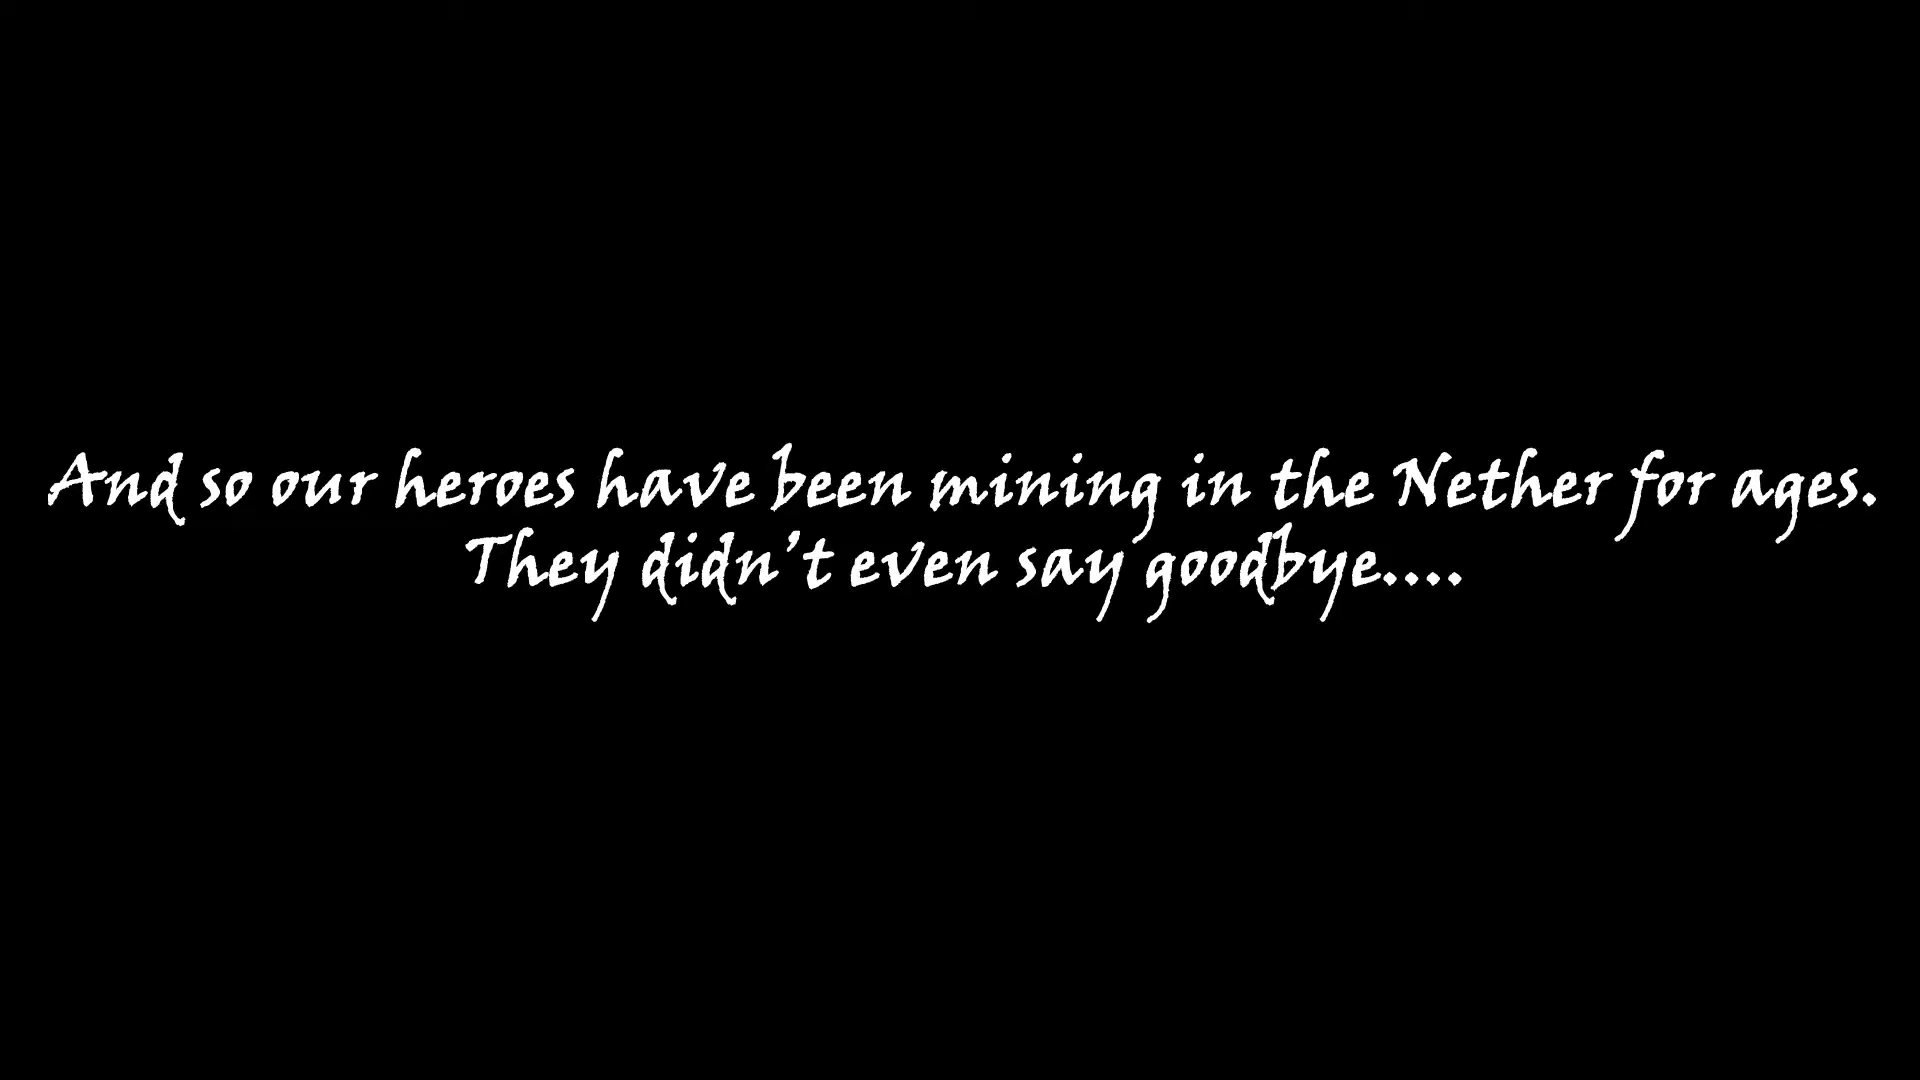 And so our heroes have been mining in the Nether for ages.
They didn't even say goodbye....